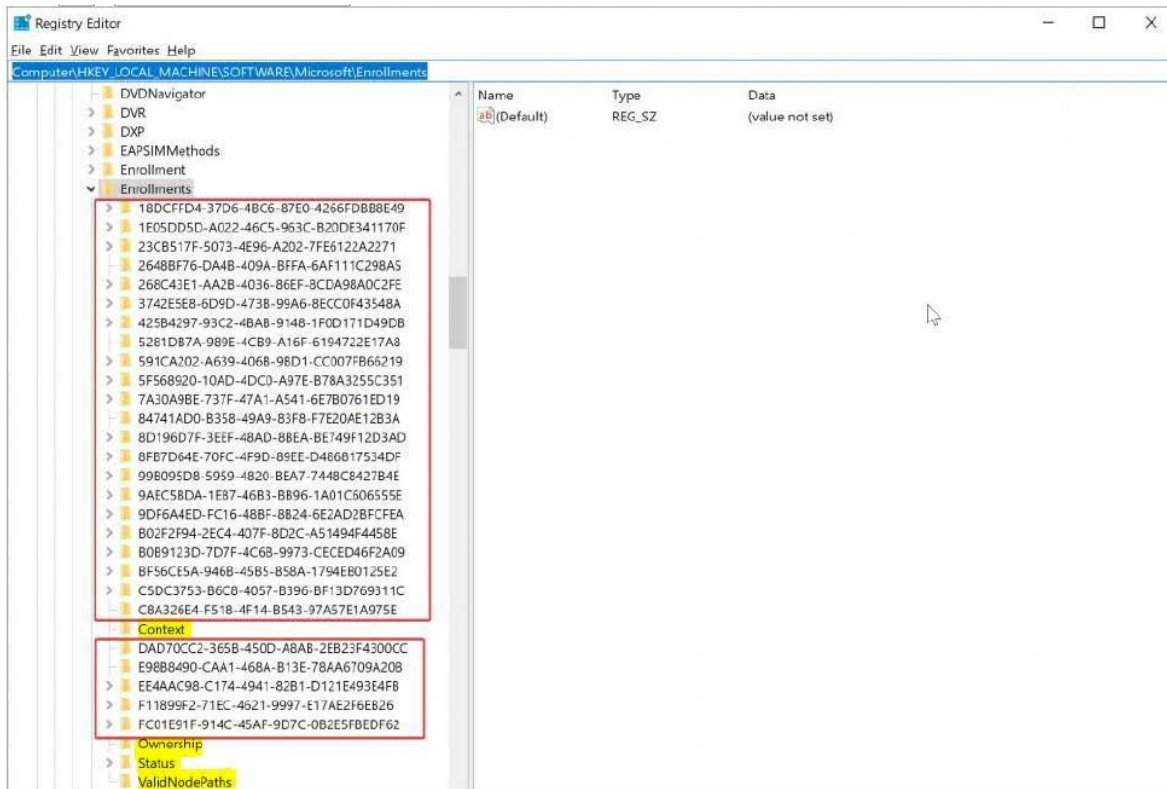 Registry Editor
File Edit View Favorites Help
Computer\HKEY_LOCAL_MACHINE\SOFTWARE\Microsoft\Enrollments
DVDNavigator
DVR
DXP
EAPSIMMethods
Enrollment
Enrollments
18DCFFD4-37D6-4BC6-87E0-4266FDBB8E49
1E05DD5D-A022-46C5-963C-B20DE341170F
23CB517F-5073-4E96-A202-7FE6122A2271
2648BF76-DA4B-409A-BFFA-6AF111C298A5
268C43E1-AA2B-4036-86EF-8CDA98A0C2FE
3742E5E8-6D9D-473B-99A6-8ECC0F43548A
425B4297-93C2-4BAB-9148-1F0D171D49DB
5281DB7A-989E-4CB9-A16F-6194722E17A8
591CA202-A639-406B-9BD1-CC007FB66219
5F568920-10AD-4DC0-A97E-B78A3255C351
7A30A9BE-737F-47A1-A541-6E7B0761ED19
84741AD0-B358-49A9-83F8-F7E20AE12B3A
8D196D7F-3EEF-48AD-8BEA-BE749F12D3AD
8FB7D64E-70FC-4F9D-89EE-D486817534DF
99B095DB-5959-4820-BEA7-7448C8427B4E
9AEC5BDA-1E87-46B3-BB96-1A01C606555E
9DF6A4ED-FC16-48BF-8B24-6E2AD2BFCFEA
B02F2F94-2EC4-407F-8D2C-A51494F4458E
B0B9123D-7D7F-4C6B-9973-CECED46F2A09
BF56CE5A-946B-45B5-858A-1794EB0125E2
C5DC3753-B6C8-4057-B396-BF13D769311C
C8A326E4-F518-4F14-B543-97A57E1A975E
Context
DAD70CC2-365B-450D-A8AB-2EB23F4300CC
E98B8490-CAA1-468A-B13E-78AA6709A20B
EE4AAC98-C174-4941-82B1-D121E493E4FB
F11899F2-71EC-4621-9997-E17AE2F6EB26
FC01E91F-914C-45AF-9D7C-0B2E5FBEDF62
Ownership
Status
ValidNodePaths
Name Type Data
(Default) REG_SZ (value not set)